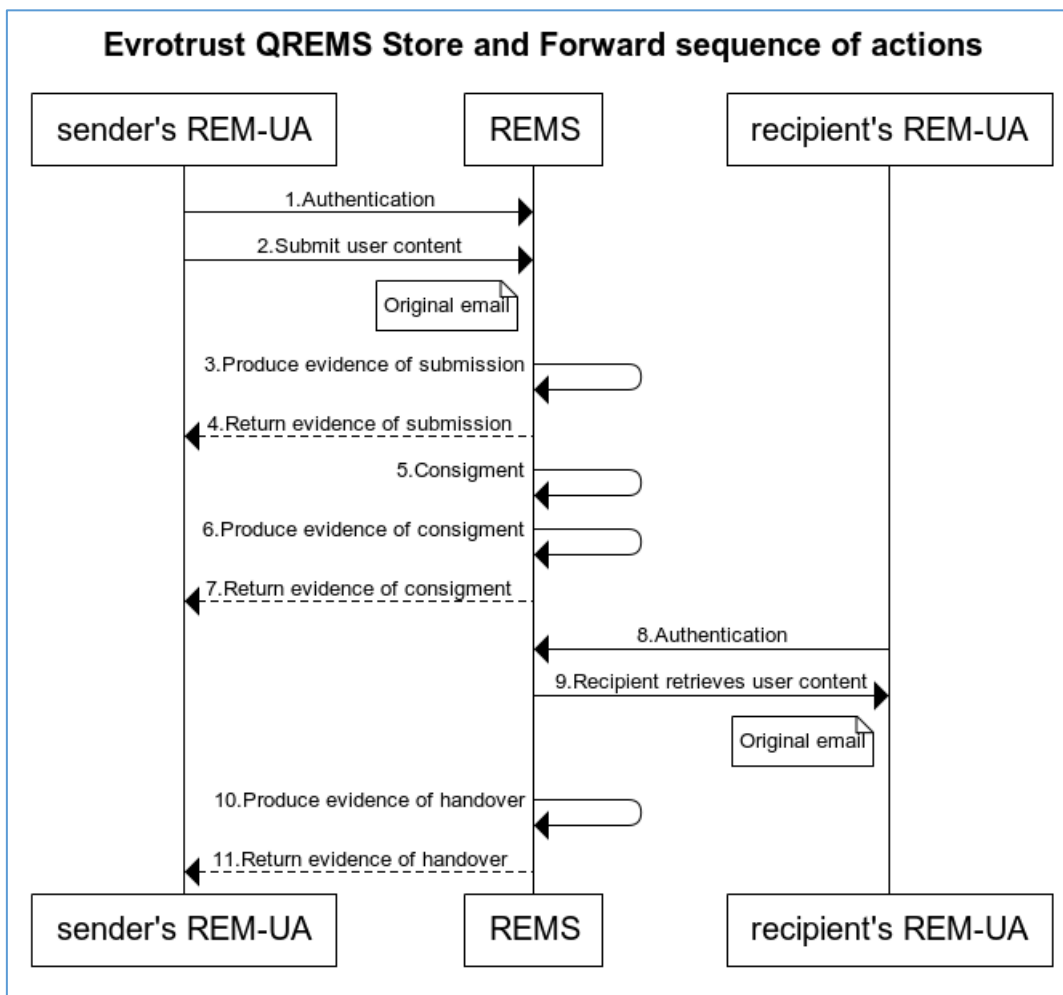 Evrotrust QREMS Store and Forward sequence of actions
sender's REM-UA
REMS
recipient's REM-UA
1.Authentication
2.Submit user content
Original email
3.Produce evidence of submission
4.Return evidence of submission
5.Consigment
6.Produce evidence of consigment
7.Return evidence of consigment
8.Authentication
9.Recipient retrieves user content
Original email
10.Produce evidence of handover
11.Return evidence of handover
sender's REM-UA
REMS
recipient's REM-UA